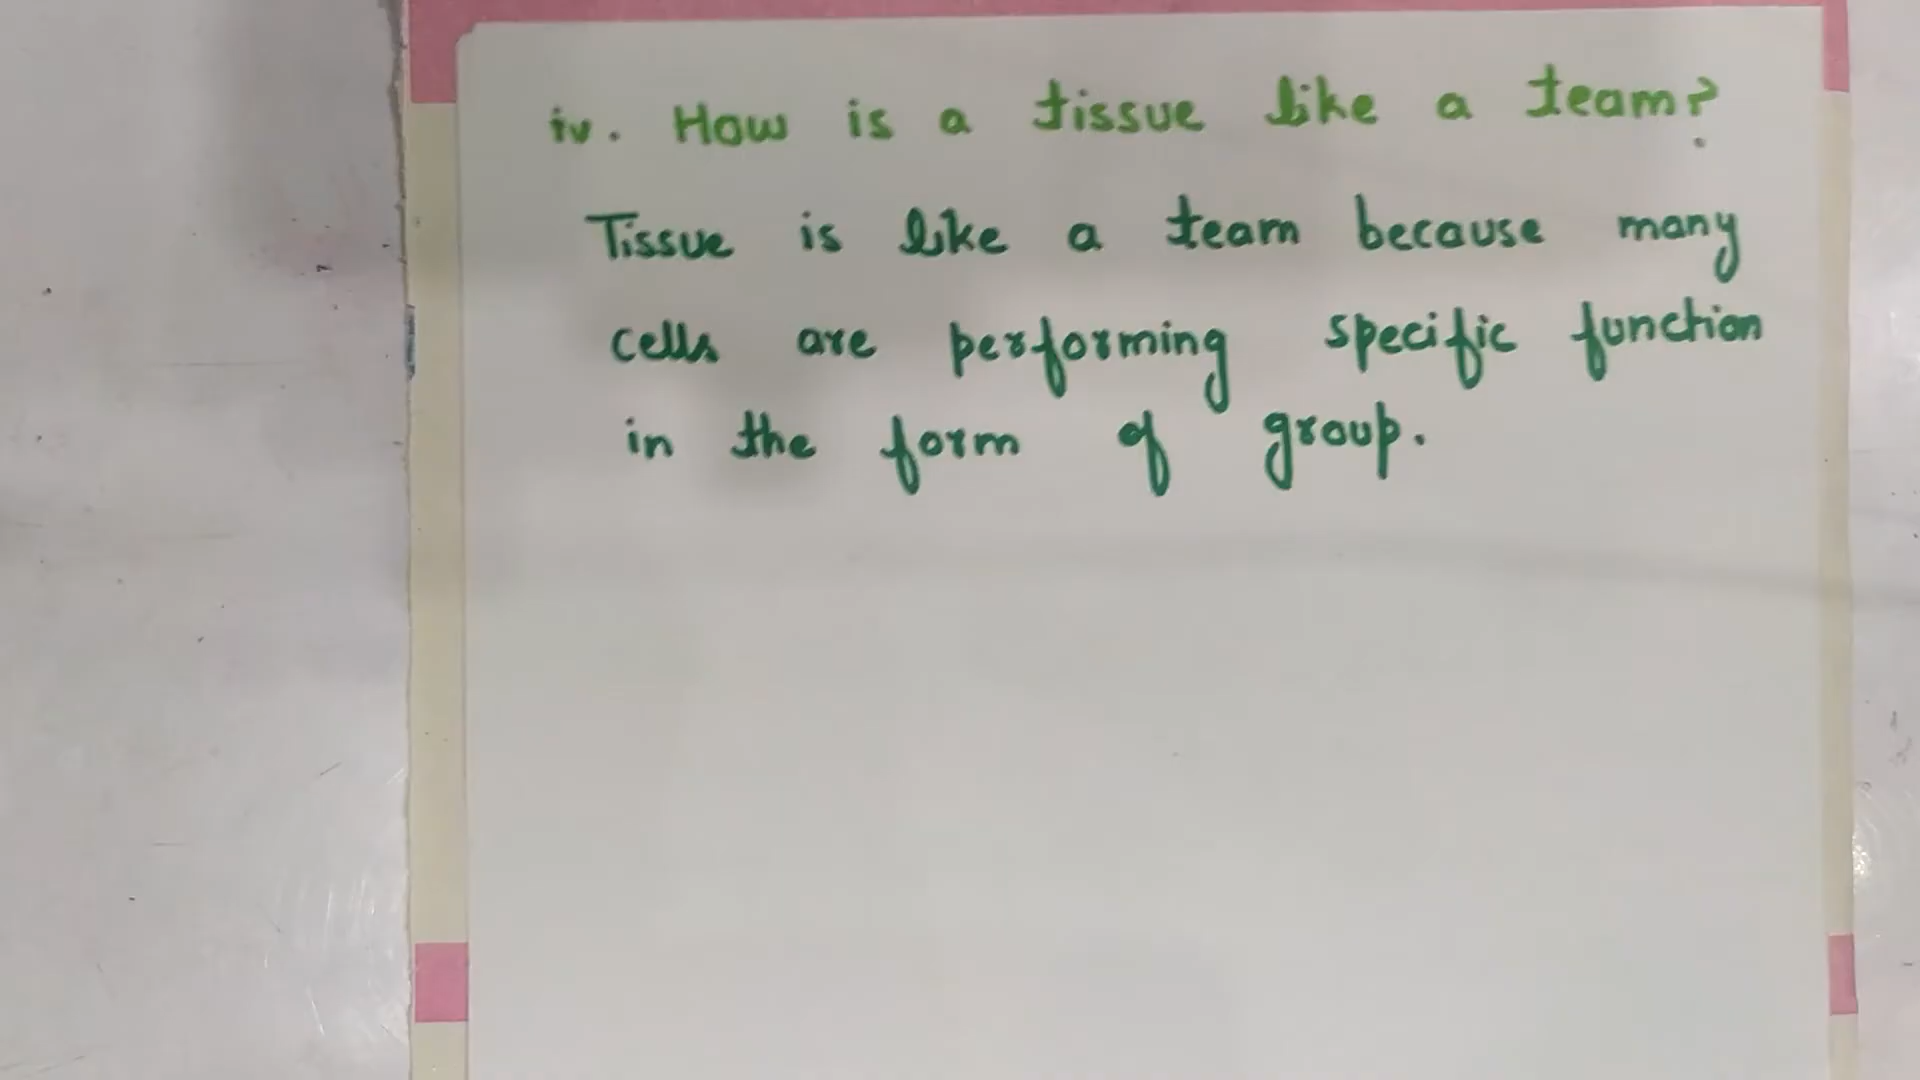 iv. How is a tissue like a team?
Tissue is like a team because many
cells are performing specific function
in the form of group.